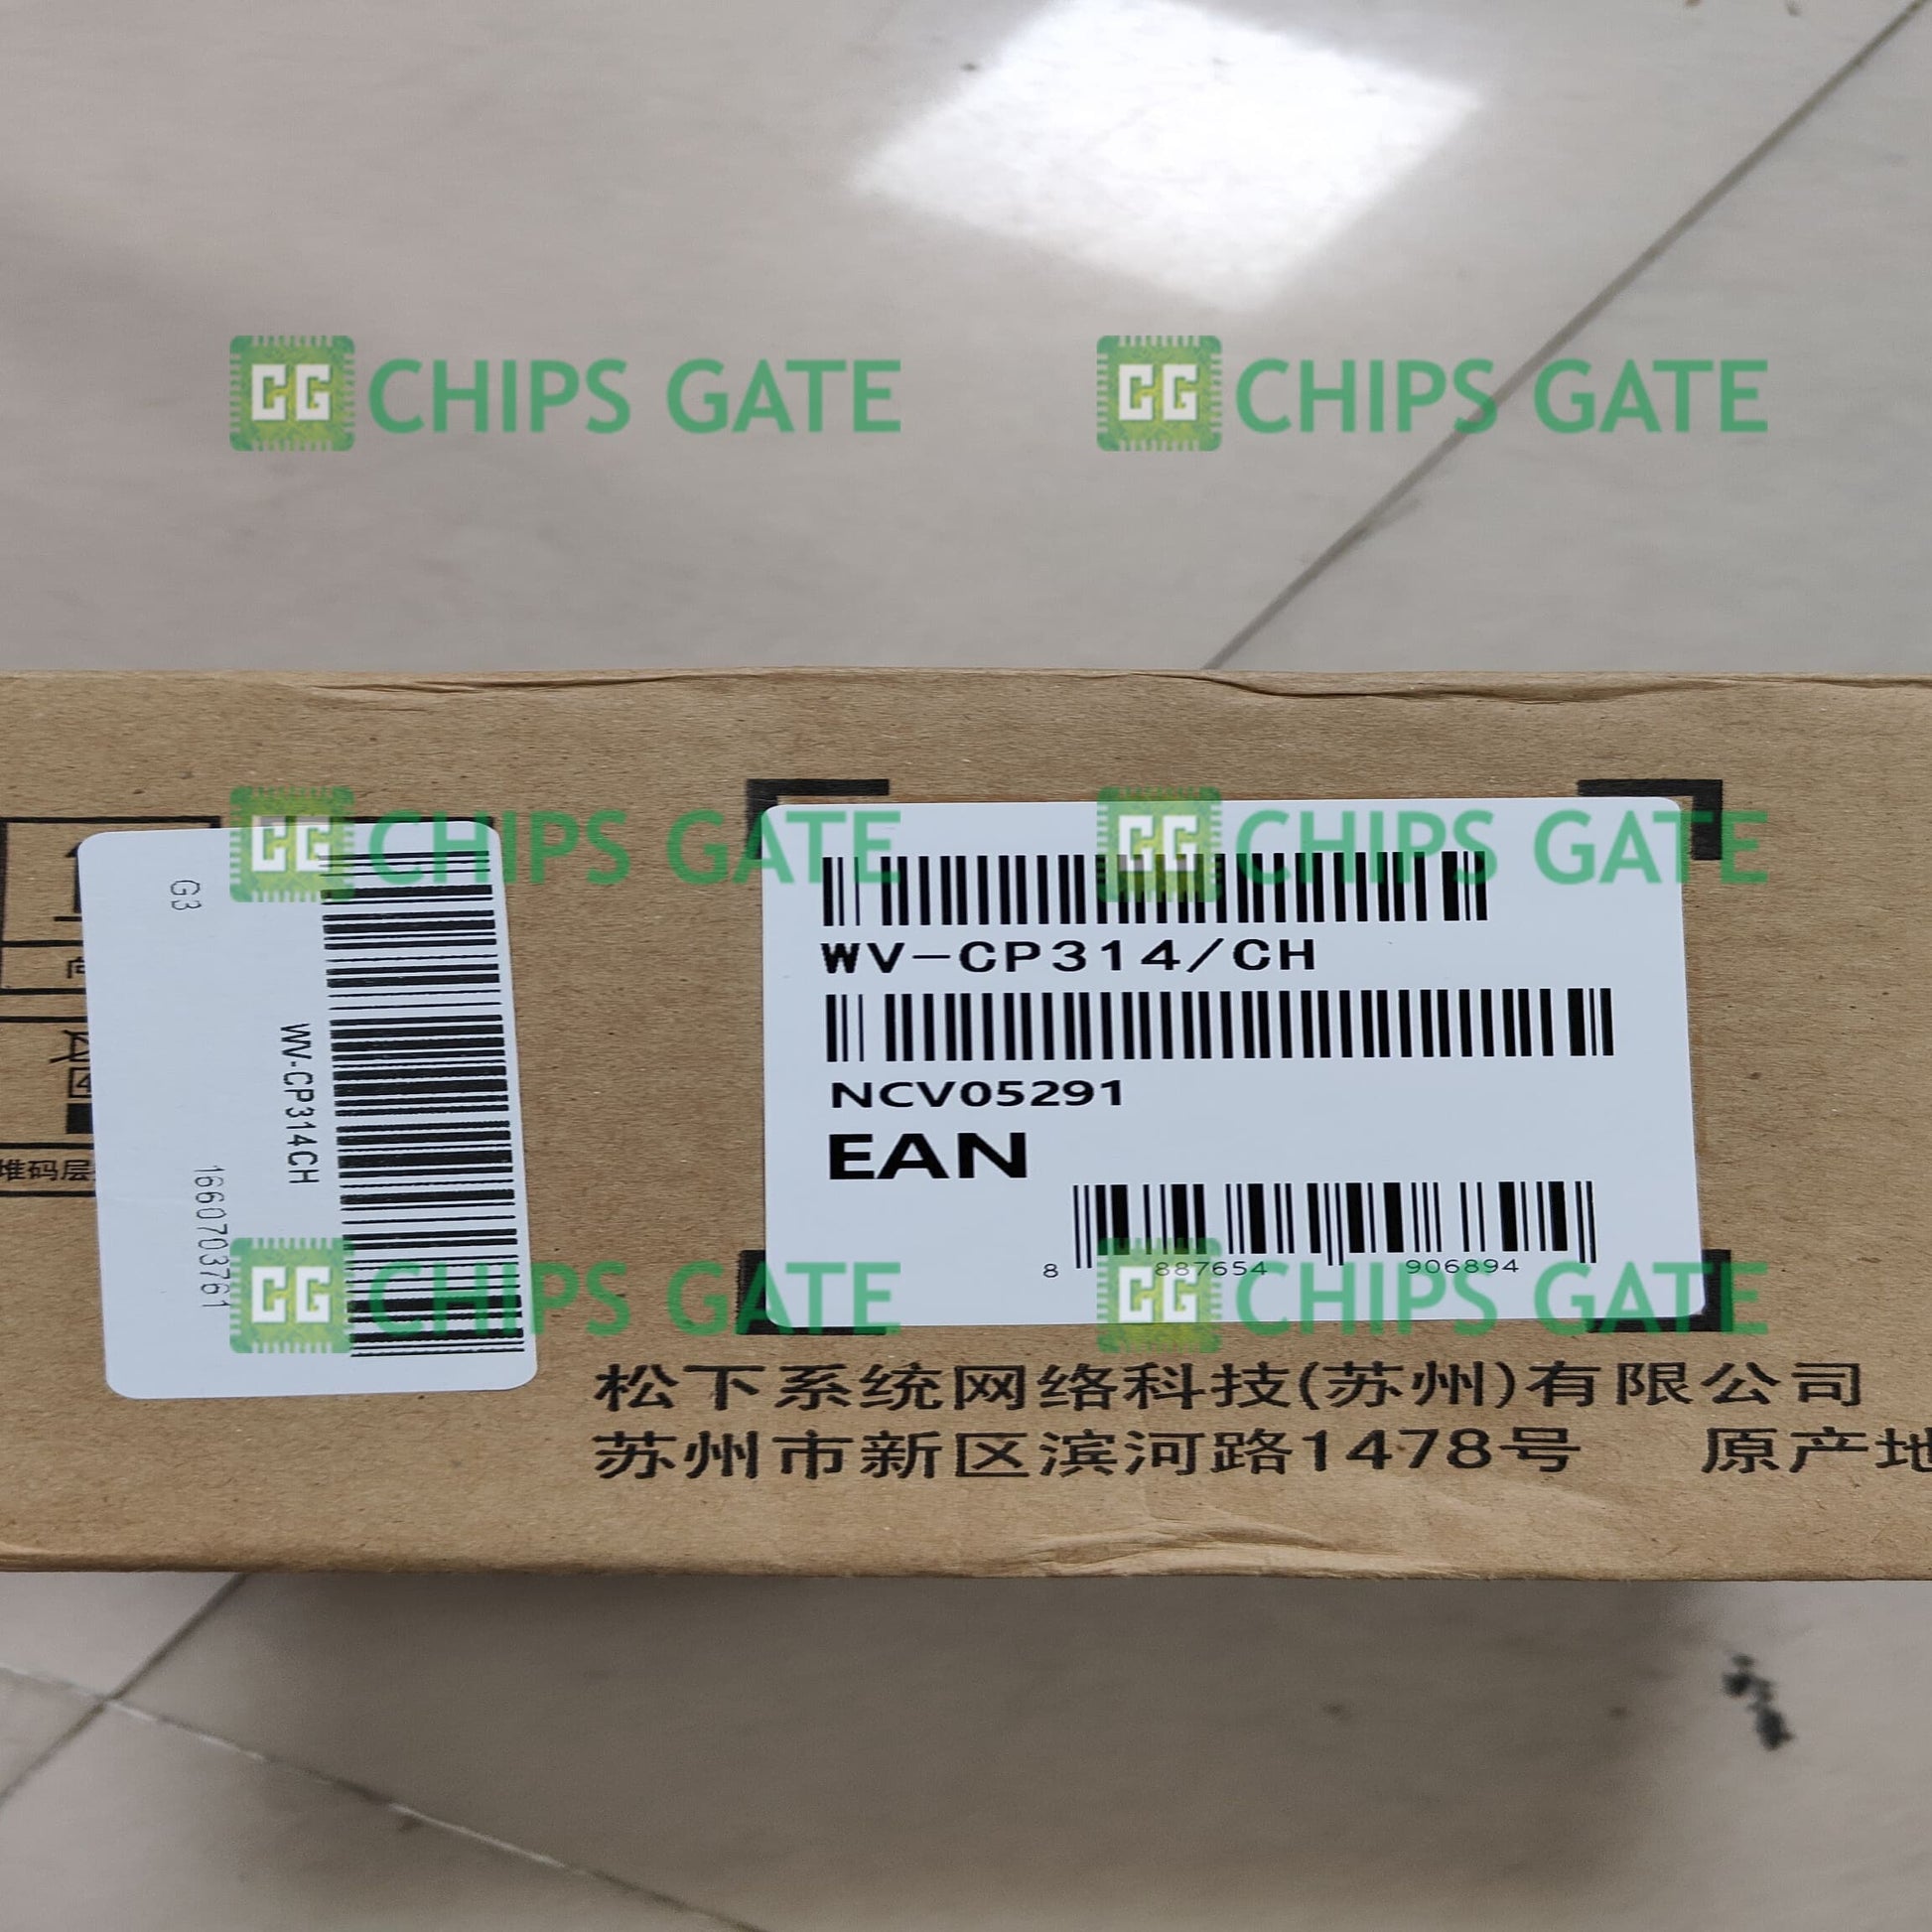 CG CHIPS GATE
CG CHIPS GATE
CG CHIPS GATE
CG CHIPS GATE
G3
WV-CP314CH
1660703761
堆码层
WV-CP314/CH
NCV05291
EAN
8 887654 906894
CG CHIPS GATE
CG CHIPS GATE
松下系统网络科技(苏州)有限公司
苏州市新区滨河路1478号 原产地